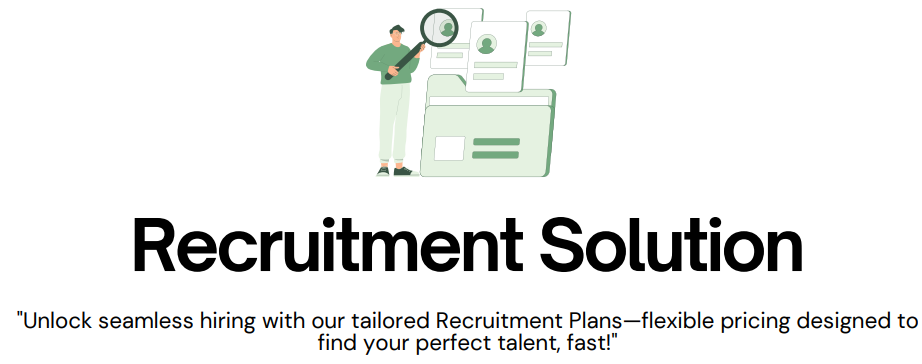 Recruitment Solution
"Unlock seamless hiring with our tailored Recruitment Plans—flexible pricing designed to
find your perfect talent, fast!"